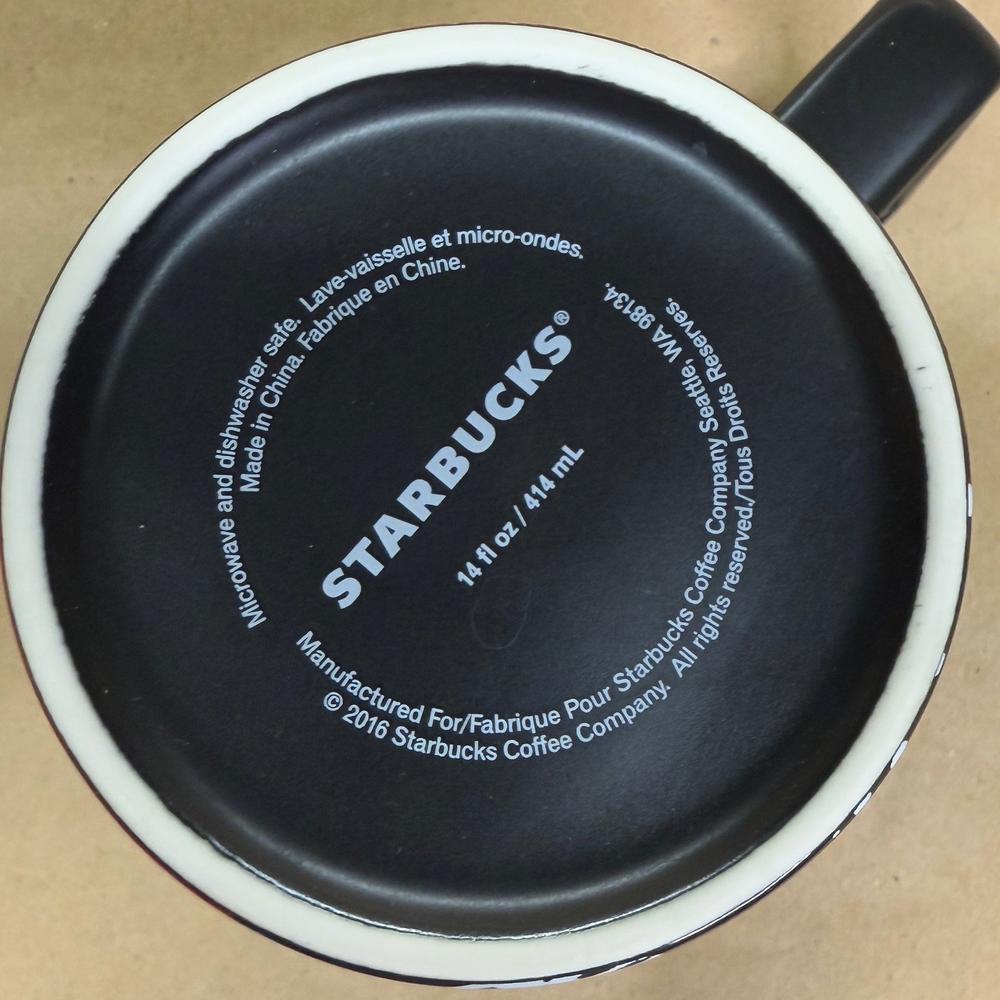 Microwave and dishwasher safe. Lave-vaisselle et micro-ondes.
Made in China. Fabrique en Chine.
STARBUCKS®
14 fl oz / 414 mL
Manufactured For/Fabrique Pour Starbucks Coffee Company Seattle, WA 98134.
© 2016 Starbucks Coffee Company. All rights reserved./Tous Droits Reserves.